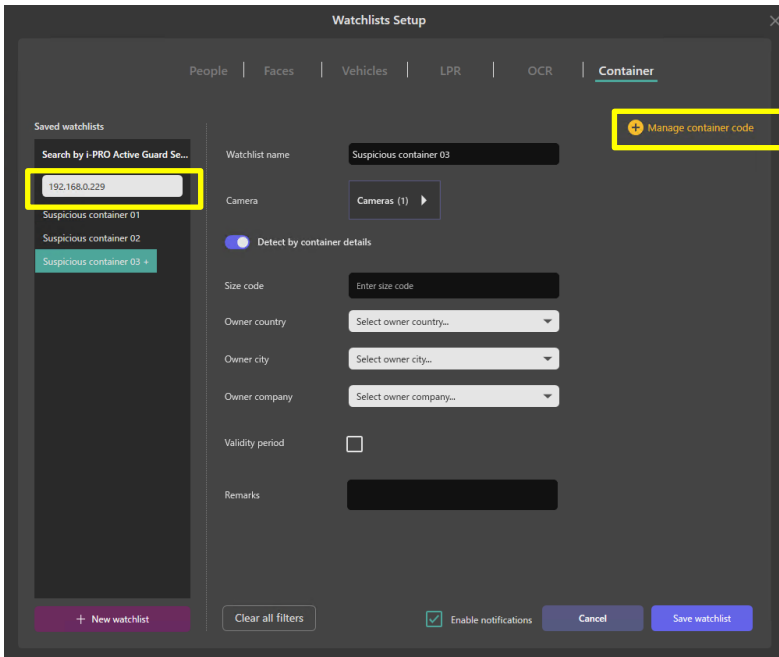 Watchlists Setup
People Faces Vehicles LPR OCR Container
Saved watchlists
Manage container code
Search by i-PRO Active Guard Se...
192.168.0.229
Suspicious container 01
Suspicious container 02
Suspicious container 03 +
Watchlist name Suspicious container 03
Camera Cameras (1)
Detect by container details
Size code Enter size code
Owner country Select owner country...
Owner city Select owner city...
Owner company Select owner company...
Validity period
Remarks
+ New watchlist Clear all filters Enable notifications Cancel Save watchlist